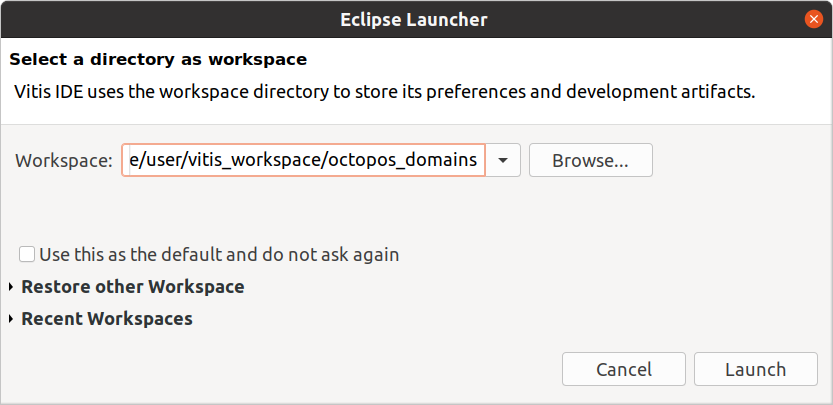 Eclipse Launcher
Select a directory as workspace
Vitis IDE uses the workspace directory to store its preferences and development artifacts.
Workspace: e/user/vitis_workspace/octopos_domains Browse...
Use this as the default and do not ask again
Restore other Workspace
Recent Workspaces
Cancel Launch